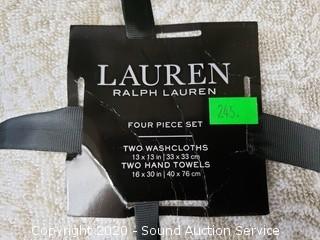 LAUREN
RALPH LAUREN
245.
FOUR PIECE SET
TWO WASHCLOTHS
13 x 13 in | 33 x 33 cm
TWO HAND TOWELS
16 x 30 in | 40 x 76 cm
Copyright 2020 - Sound Auction Service